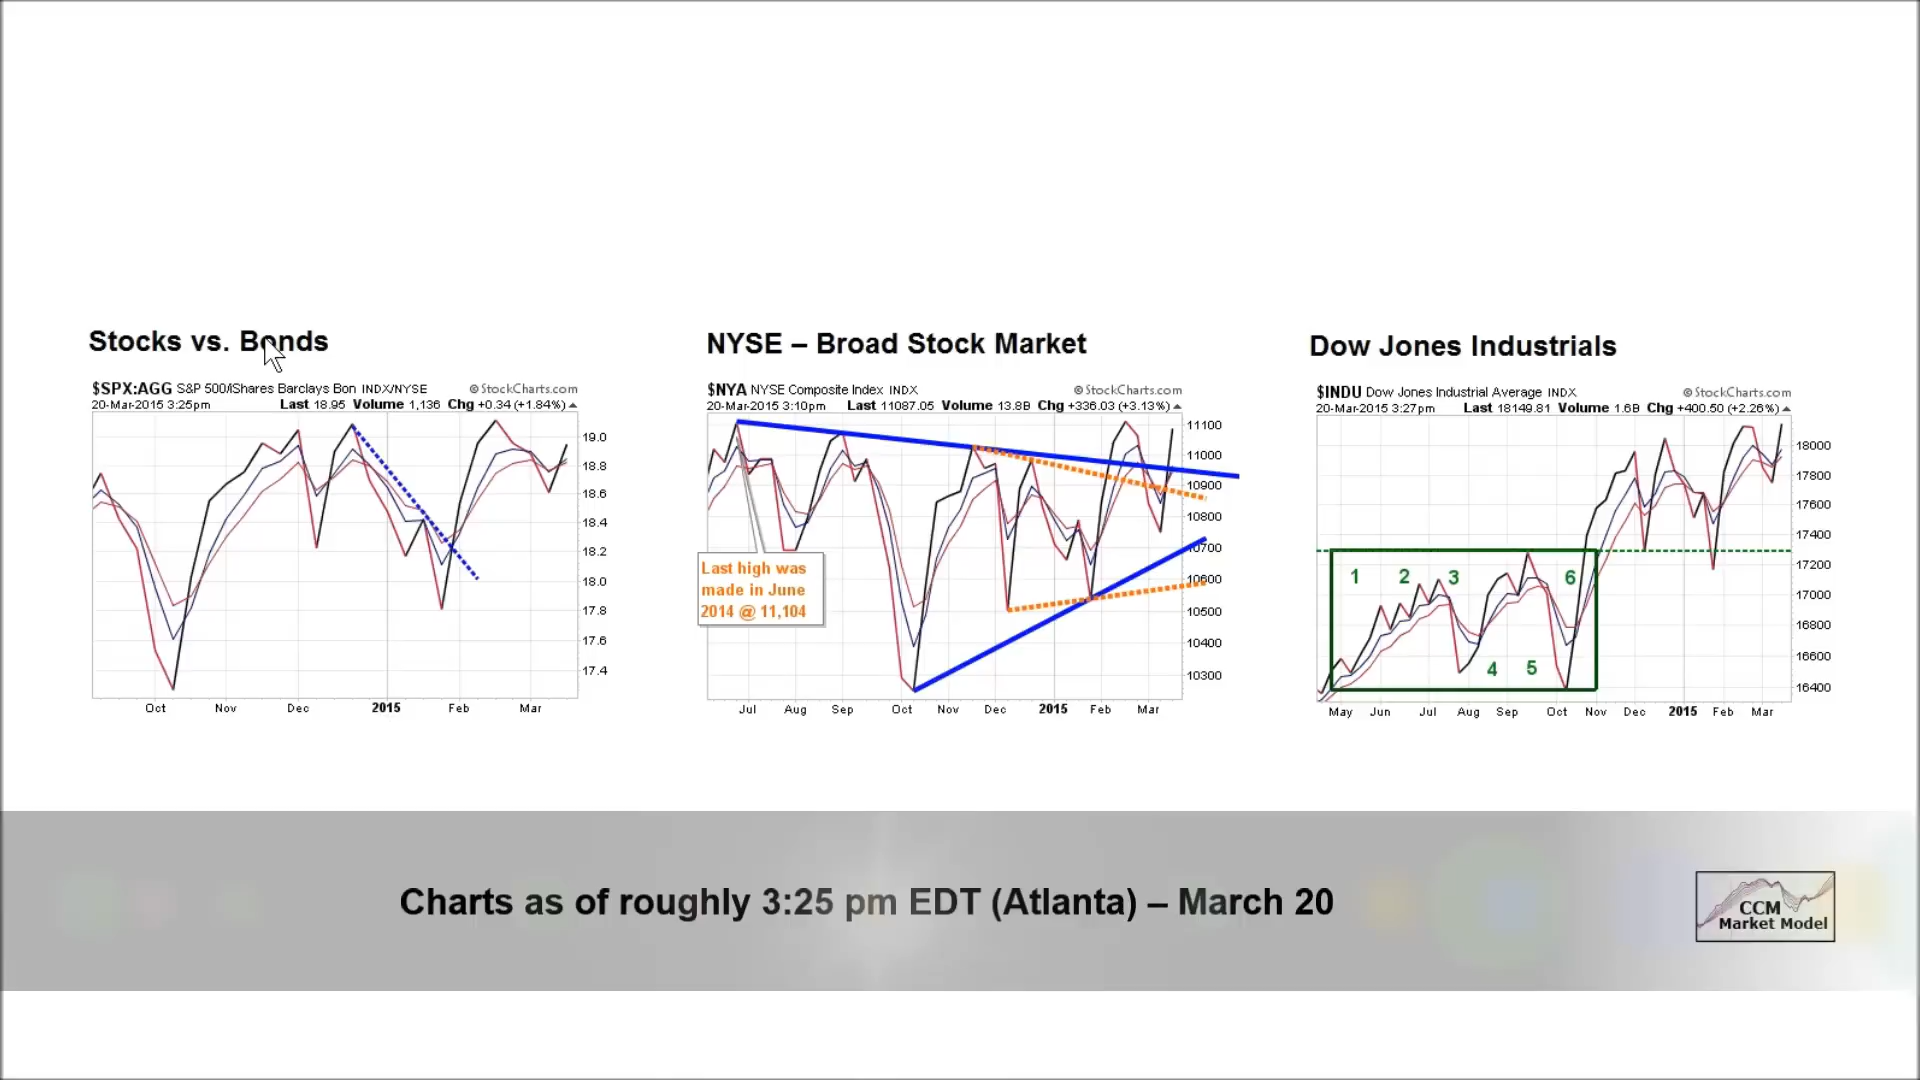 Stocks vs. Bonds
$SPX:AGG S&P 500/iShares Barclays Bon INDX/NYSE © StockCharts.com
20-Mar-2015 3:25pm Last 18.95 Volume 1,136 Chg +0.34 (+1.84%)
19.0
18.8
18.6
18.4
18.2
18.0
17.8
17.6
17.4
Oct Nov Dec 2015 Feb Mar
NYSE – Broad Stock Market
$NYA NYSE Composite Index INDX © StockCharts.com
20-Mar-2015 3:10pm Last 11087.05 Volume 13.8B Chg +336.03 (+3.13%)
11100
11000
10900
10800
10700
10600
10500
10400
10300
Last high was
made in June
2014 @ 11,104
Jul Aug Sep Oct Nov Dec 2015 Feb Mar
Dow Jones Industrials
$INDU Dow Jones Industrial Average INDX © StockCharts.com
20-Mar-2015 3:27pm Last 18149.81 Volume 1.6B Chg +400.50 (+2.26%)
18000
17800
17600
17400
17200
17000
16800
16600
16400
1 2 3 6
4 5
May Jun Jul Aug Sep Oct Nov Dec 2015 Feb Mar
Charts as of roughly 3:25 pm EDT (Atlanta) – March 20
CCM
Market Model